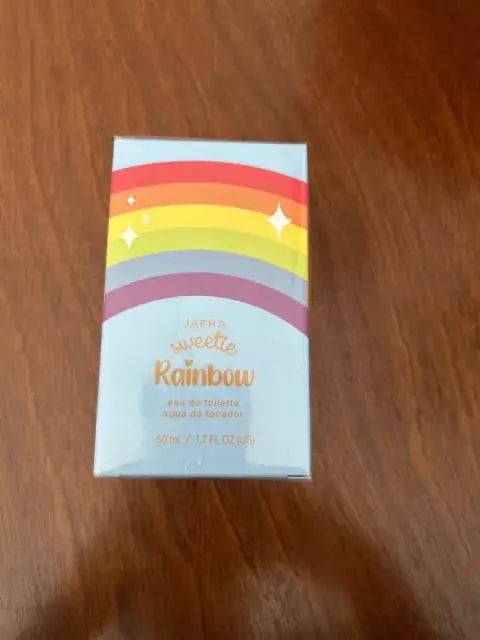 JAFRA
sweetie
Rainbow
eau de toilette
agua de tocador
50 ml / 1.7 FL OZ (US)